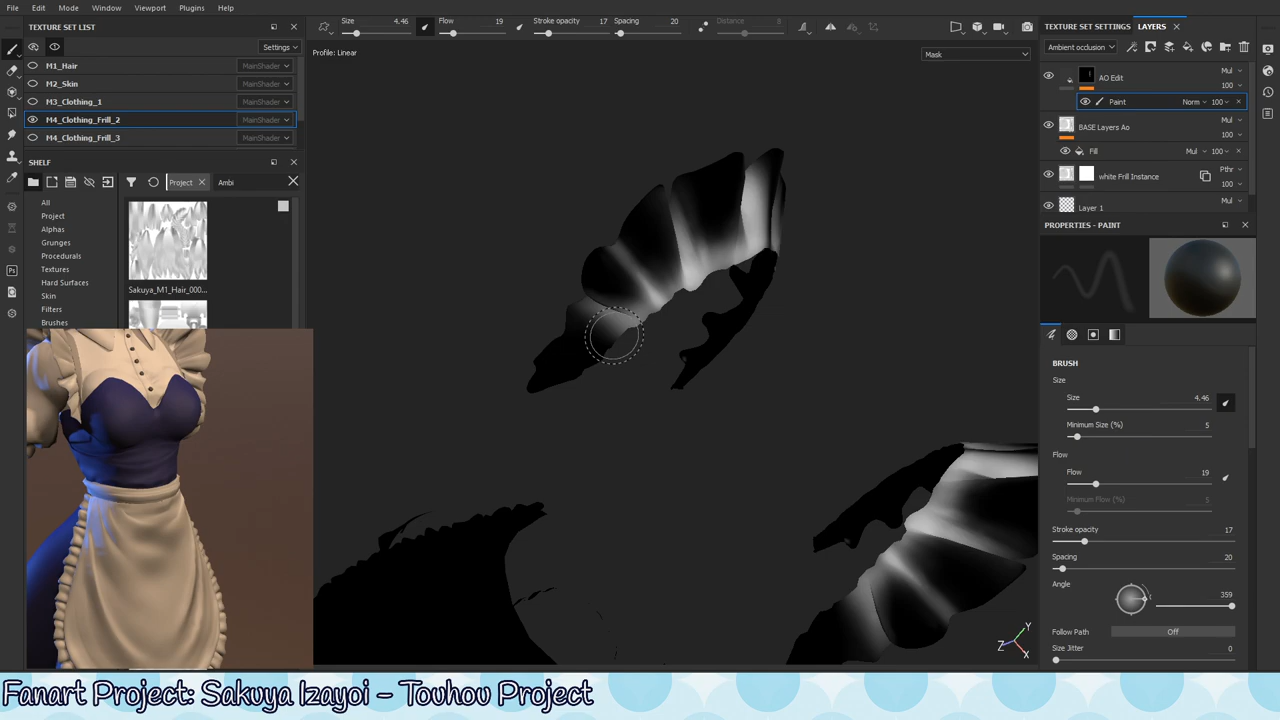 File Edit Mode Window Viewport Plugins Help
TEXTURE SET LIST
Settings
M1_Hair MainShader
M2_Skin MainShader
M3_Clothing_1 MainShader
M4_Clothing_Frill_2 MainShader
M4_Clothing_Frill_3 MainShader
SHELF
Project Ambi
All
Project
Alphas
Grunges
Procedurals
Textures
Hard Surfaces
Skin
Filters
Brushes
Sakuya_M1_Hair_000...
Size 4.46 Flow 19 Stroke opacity 17 Spacing 20 Distance 8
Profile: Linear
Mask
Y
Z
X
TEXTURE SET SETTINGS LAYERS
Ambient occlusion
AO Edit Mul 100
Paint Norm 100
BASE Layers Ao Mul 100
Fill Mul 100
white Frill Instance Pthr 100
Layer 1 Mul
PROPERTIES - PAINT
BRUSH
Size
Size 4.46
Minimum Size (%) 5
Flow
Flow 19
Minimum Flow (%) 5
Stroke opacity 17
Spacing 20
Angle 359
Follow Path Off
Size Jitter 0
Fanart Project: Sakuya Izayoi - Touhou Project